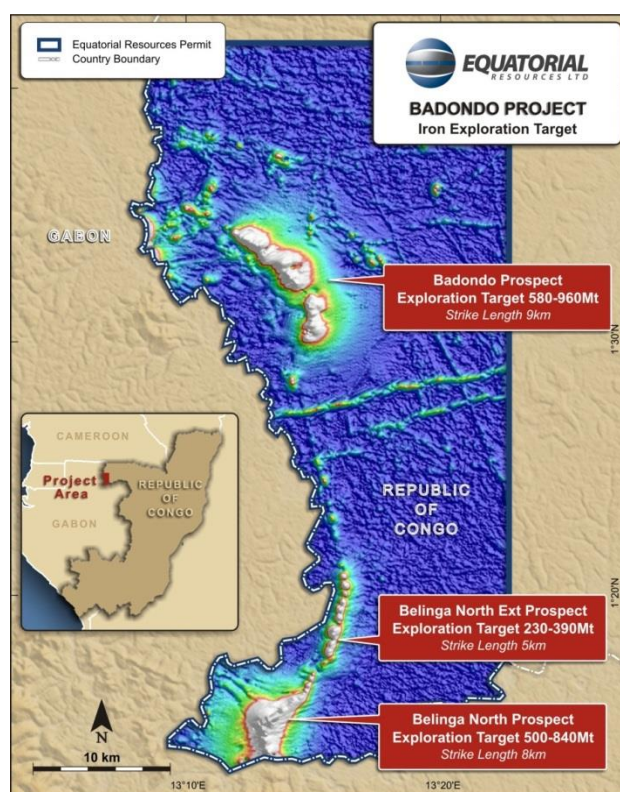 Equatorial Resources Permit
Country Boundary
EQUATORIAL
RESOURCES LTD
BADONDO PROJECT
Iron Exploration Target
GABON
Badondo Prospect
Exploration Target 580-960Mt
Strike Length 9km
1°30'N
CAMEROON
Project
Area
REPUBLIC
OF
CONGO
GABON
REPUBLIC
OF
CONGO
1°20'N
Belinga North Ext Prospect
Exploration Target 230-390Mt
Strike Length 5km
Belinga North Prospect
Exploration Target 500-840Mt
Strike Length 8km
N
10 km
13°10'E
13°20'E